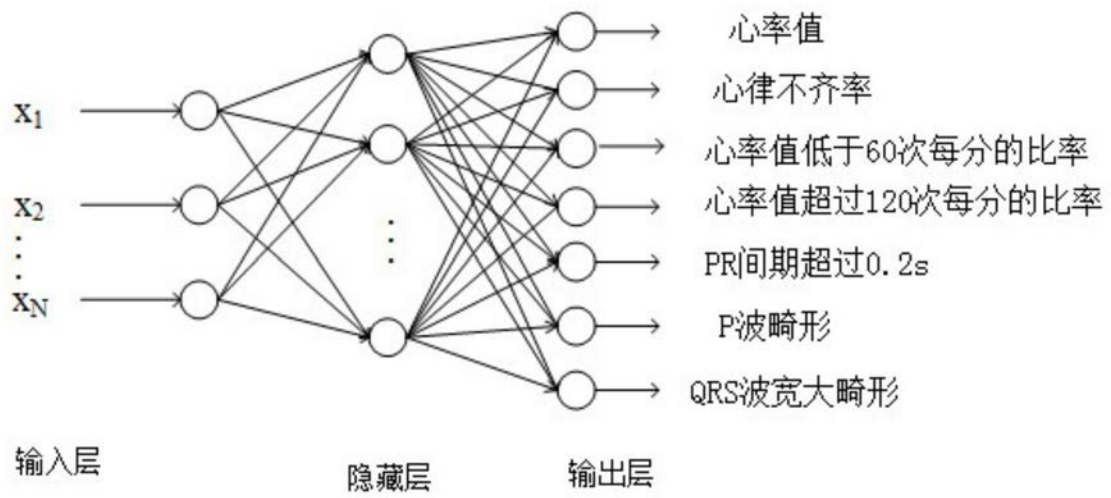 心率值
心律不齐率
x1
心率值低于60次每分的比率
x2
心率值超过120次每分的比率
PR间期超过0.2s
xN
P波畸形
QRS波宽大畸形
输入层
隐藏层
输出层